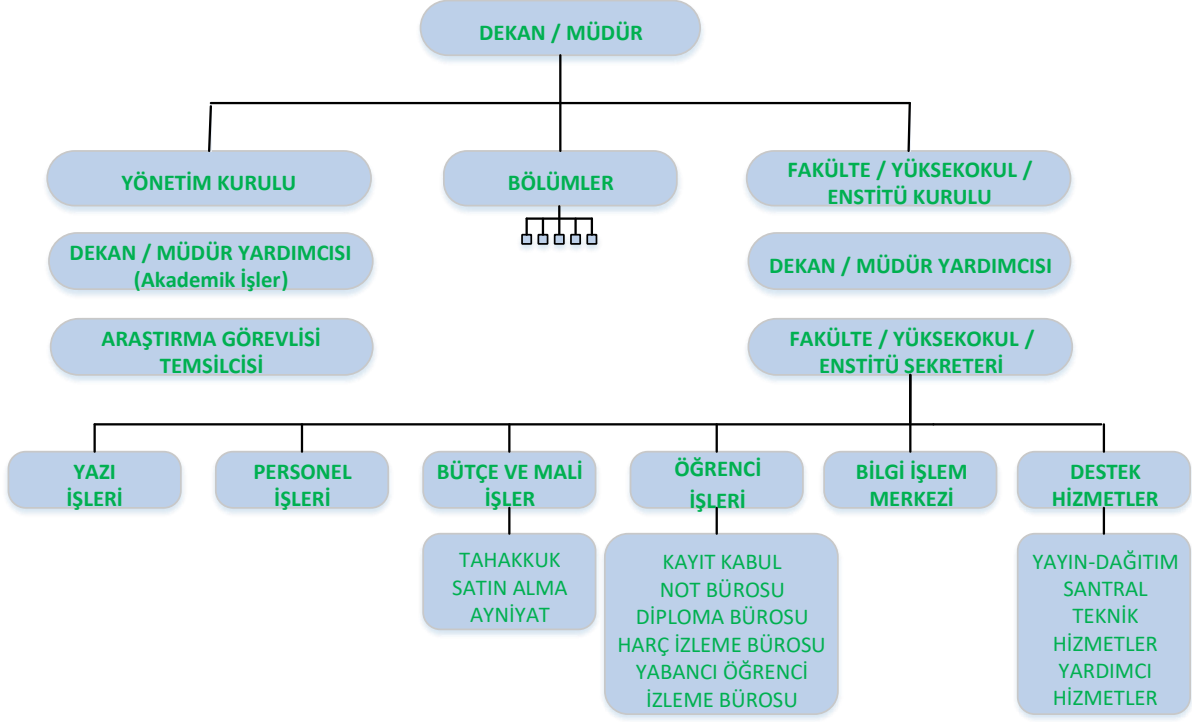 DEKAN / MÜDÜR
YÖNETİM KURULU
BÖLÜMLER
FAKÜLTE / YÜKSEKOKUL /
ENSTİTÜ KURULU
DEKAN / MÜDÜR YARDIMCISI
(Akademik İşler)
DEKAN / MÜDÜR YARDIMCISI
ARAŞTIRMA GÖREVLİSİ
TEMSİLCİSİ
FAKÜLTE / YÜKSEKOKUL /
ENSTİTÜ SEKRETERİ
YAZI
İŞLERİ
PERSONEL
İŞLERİ
BÜTÇE VE MALİ
İŞLER
ÖĞRENCİ
İŞLERİ
BİLGİ İŞLEM
MERKEZİ
DESTEK
HİZMETLER
TAHAKKUK
SATIN ALMA
AYNİYAT
KAYIT KABUL
NOT BÜROSU
DİPLOMA BÜROSU
HARÇ İZLEME BÜROSU
YABANCI ÖĞRENCİ
İZLEME BÜROSU
YAYIN-DAĞITIM
SANTRAL
TEKNİK
HİZMETLER
YARDIMCI
HİZMETLER